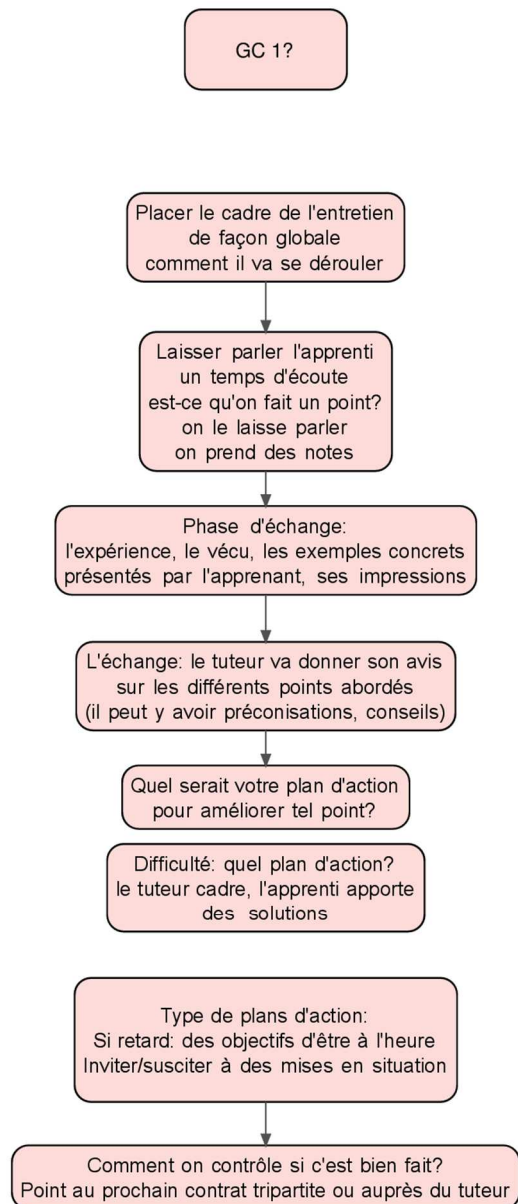 GC 1?
Placer le cadre de l'entretien
de façon globale
comment il va se dérouler
Laisser parler l'apprenti
un temps d'écoute
est-ce qu'on fait un point?
on le laisse parler
on prend des notes
Phase d'échange:
l'expérience, le vécu, les exemples concrets
présentés par l'apprenant, ses impressions
L'échange: le tuteur va donner son avis
sur les différents points abordés
(il peut y avoir préconisations, conseils)
Quel serait votre plan d'action
pour améliorer tel point?
Difficulté: quel plan d'action?
le tuteur cadre, l'apprenti apporte
des solutions
Type de plans d'action:
Si retard: des objectifs d'être à l'heure
Inviter/susciter à des mises en situation
Comment on contrôle si c'est bien fait?
Point au prochain contrat tripartite ou auprès du tuteur